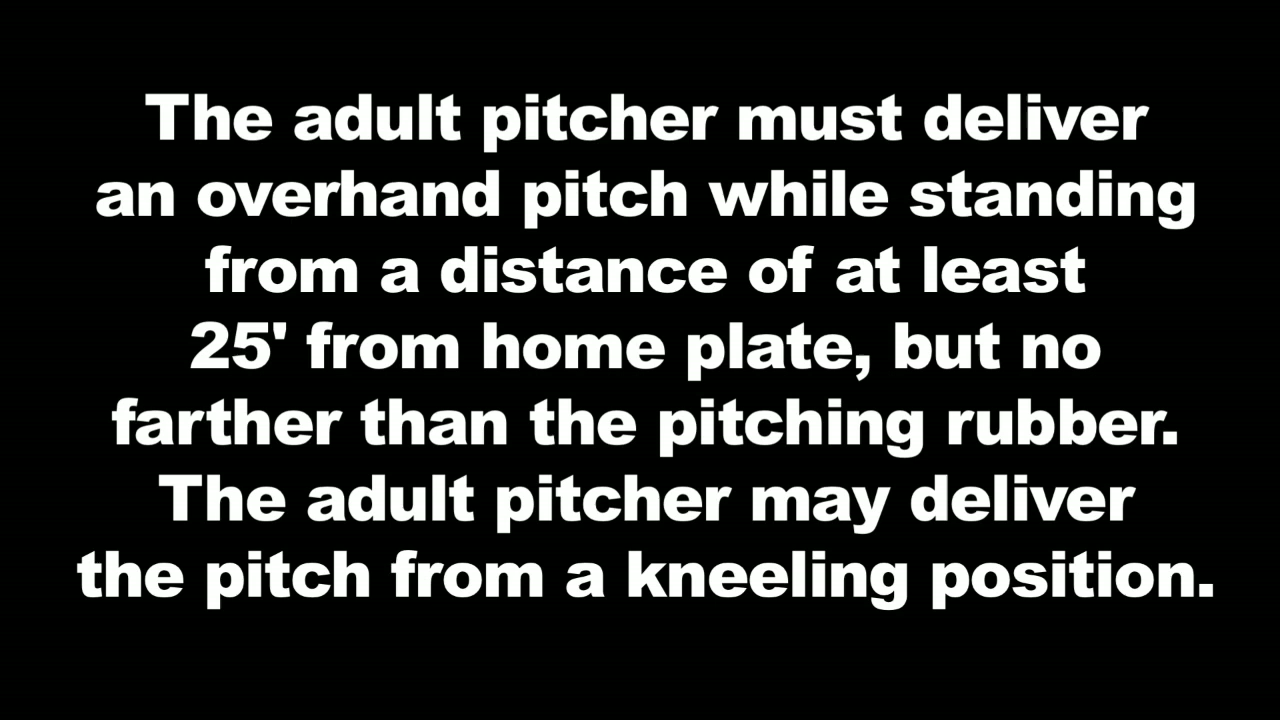 The adult pitcher must deliver
an overhand pitch while standing
from a distance of at least
25' from home plate, but no
farther than the pitching rubber.
The adult pitcher may deliver
the pitch from a kneeling position.